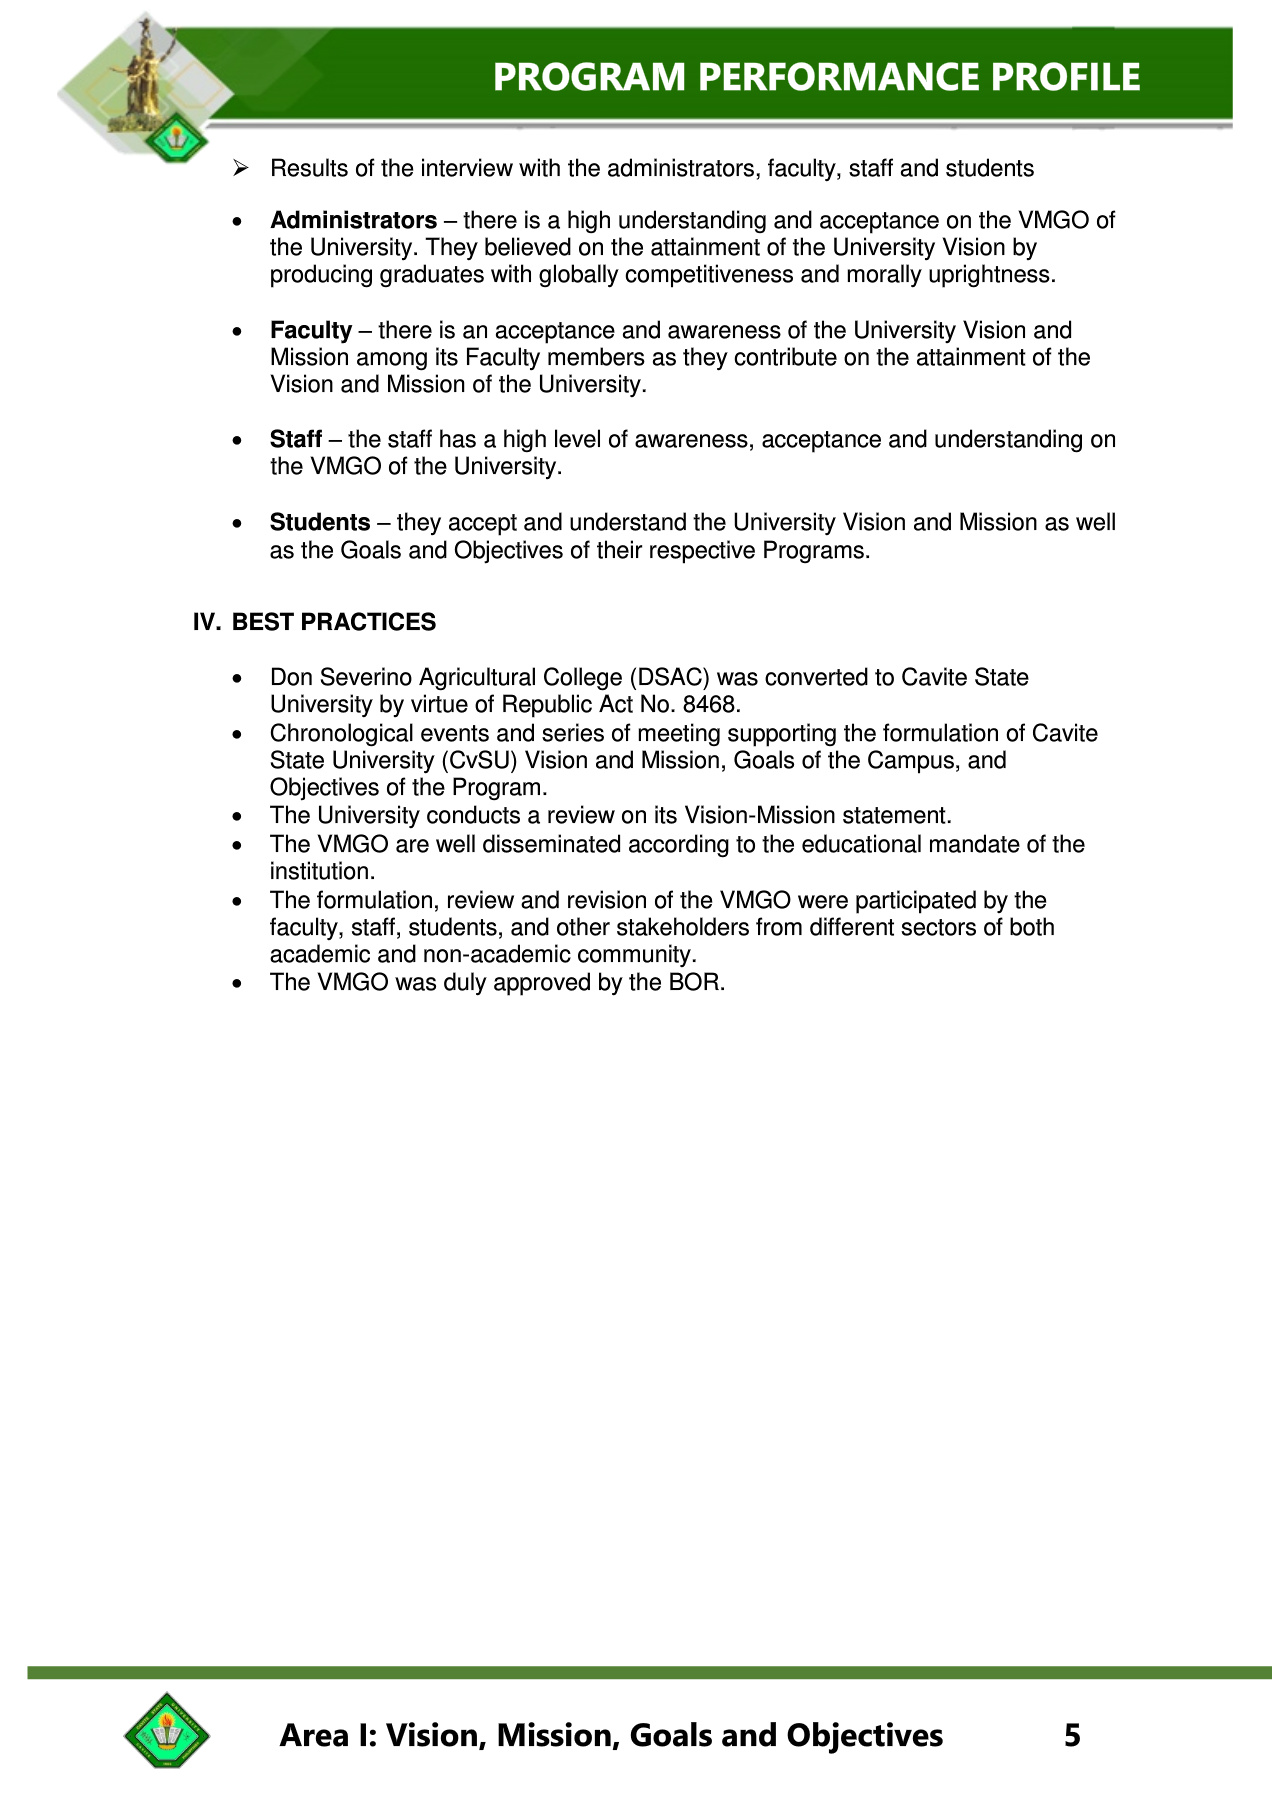 PROGRAM PERFORMANCE PROFILE
➢ Results of the interview with the administrators, faculty, staff and students
• Administrators – there is a high understanding and acceptance on the VMGO of
the University. They believed on the attainment of the University Vision by
producing graduates with globally competitiveness and morally uprightness.
• Faculty – there is an acceptance and awareness of the University Vision and
Mission among its Faculty members as they contribute on the attainment of the
Vision and Mission of the University.
• Staff – the staff has a high level of awareness, acceptance and understanding on
the VMGO of the University.
• Students – they accept and understand the University Vision and Mission as well
as the Goals and Objectives of their respective Programs.
IV. BEST PRACTICES
• Don Severino Agricultural College (DSAC) was converted to Cavite State
University by virtue of Republic Act No. 8468.
• Chronological events and series of meeting supporting the formulation of Cavite
State University (CvSU) Vision and Mission, Goals of the Campus, and
Objectives of the Program.
• The University conducts a review on its Vision-Mission statement.
• The VMGO are well disseminated according to the educational mandate of the
institution.
• The formulation, review and revision of the VMGO were participated by the
faculty, staff, students, and other stakeholders from different sectors of both
academic and non-academic community.
• The VMGO was duly approved by the BOR.
Area I: Vision, Mission, Goals and Objectives 5